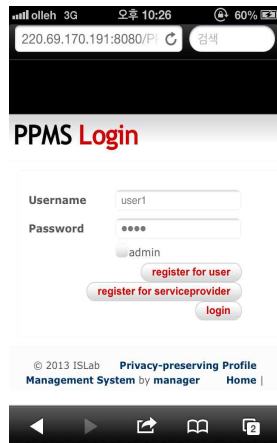 olleh 3G 오후 10:26 60%
220.69.170.191:8080/P 검색
PPMS Login
Username user1
Password ●●●●
admin
register for user
register for serviceprovider
login
© 2013 ISLab Privacy-preserving Profile
Management System by manager Home |
2